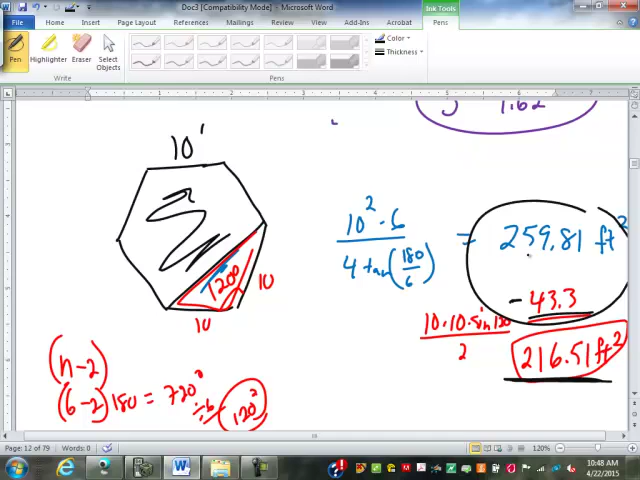 Doc3 [Compatibility Mode] - Microsoft Word
Ink Tools
File Home Insert Page Layout References Mailings Review View Add-Ins Acrobat Pens
Pen Highlighter Eraser Select Objects
Color
Thickness
Write
Pens
1.62
10'
10² · 6
4 tan(180/6)
= 259.81 ft²
120°
10
10
- 43.3
10·10·sin 120
2
216.51 ft²
(n-2)
(6-2)180 = 720°
÷6
120°
Page: 12 of 79 Words: 0
120%
10:48 AM
4/22/2015